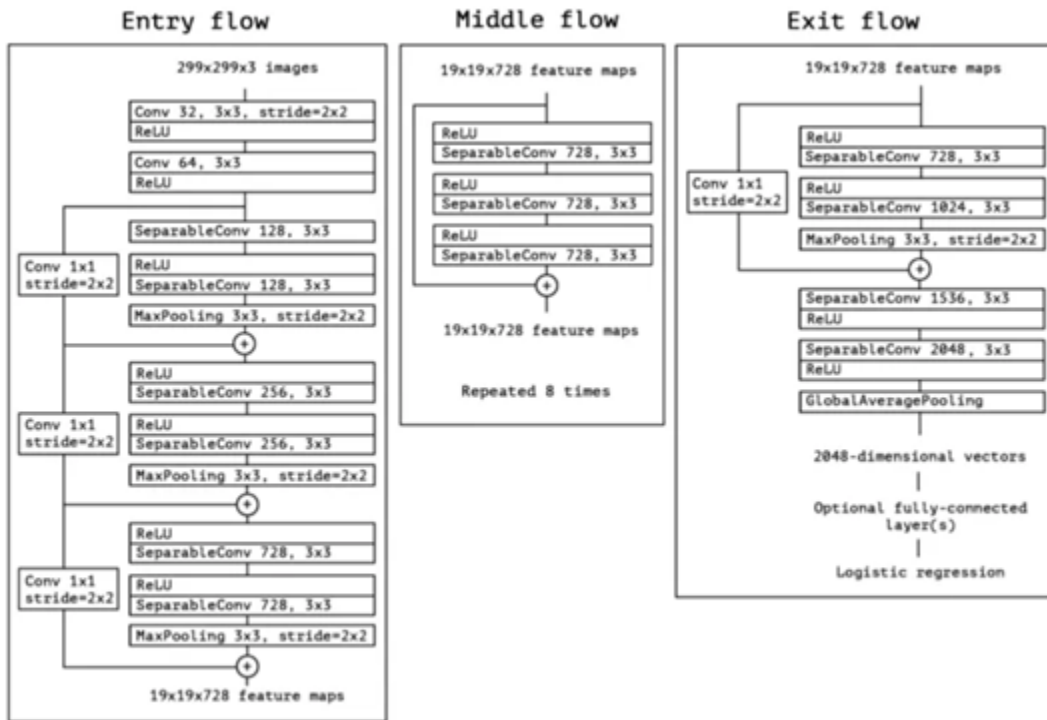 Entry flow
299x299x3 images
Conv 32, 3x3, stride=2x2
ReLU
Conv 64, 3x3
ReLU
SeparableConv 128, 3x3
Conv 1x1
stride=2x2
ReLU
SeparableConv 128, 3x3
MaxPooling 3x3, stride=2x2
+
ReLU
SeparableConv 256, 3x3
Conv 1x1
stride=2x2
ReLU
SeparableConv 256, 3x3
MaxPooling 3x3, stride=2x2
+
ReLU
SeparableConv 728, 3x3
Conv 1x1
stride=2x2
ReLU
SeparableConv 728, 3x3
MaxPooling 3x3, stride=2x2
+
19x19x728 feature maps
Middle flow
19x19x728 feature maps
ReLU
SeparableConv 728, 3x3
ReLU
SeparableConv 728, 3x3
ReLU
SeparableConv 728, 3x3
+
19x19x728 feature maps
Repeated 8 times
Exit flow
19x19x728 feature maps
ReLU
SeparableConv 728, 3x3
Conv 1x1
stride=2x2
ReLU
SeparableConv 1024, 3x3
MaxPooling 3x3, stride=2x2
+
SeparableConv 1536, 3x3
ReLU
SeparableConv 2048, 3x3
ReLU
GlobalAveragePooling
2048-dimensional vectors
Optional fully-connected
layer(s)
Logistic regression